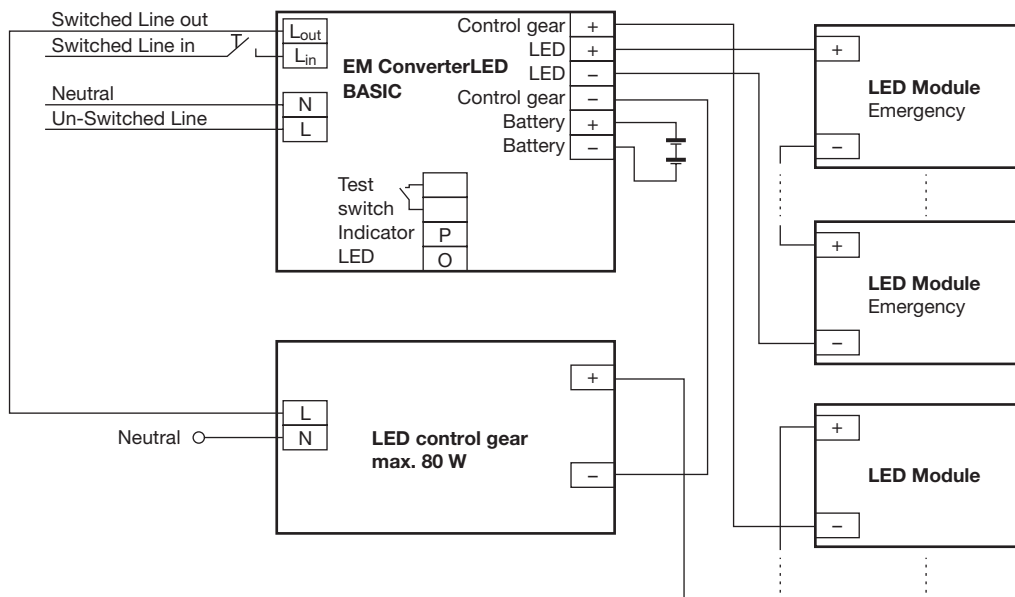 Switched Line out
Switched Line in
Neutral
Un-Switched Line
Lout
Lin
N
L
EM ConverterLED
BASIC
Control gear +
LED +
LED –
Control gear –
Battery +
Battery –
Test
switch
Indicator P
LED O
+
LED Module
Emergency
–
+
LED Module
Emergency
–
L
Neutral N
LED control gear
max. 80 W
+
–
+
LED Module
–